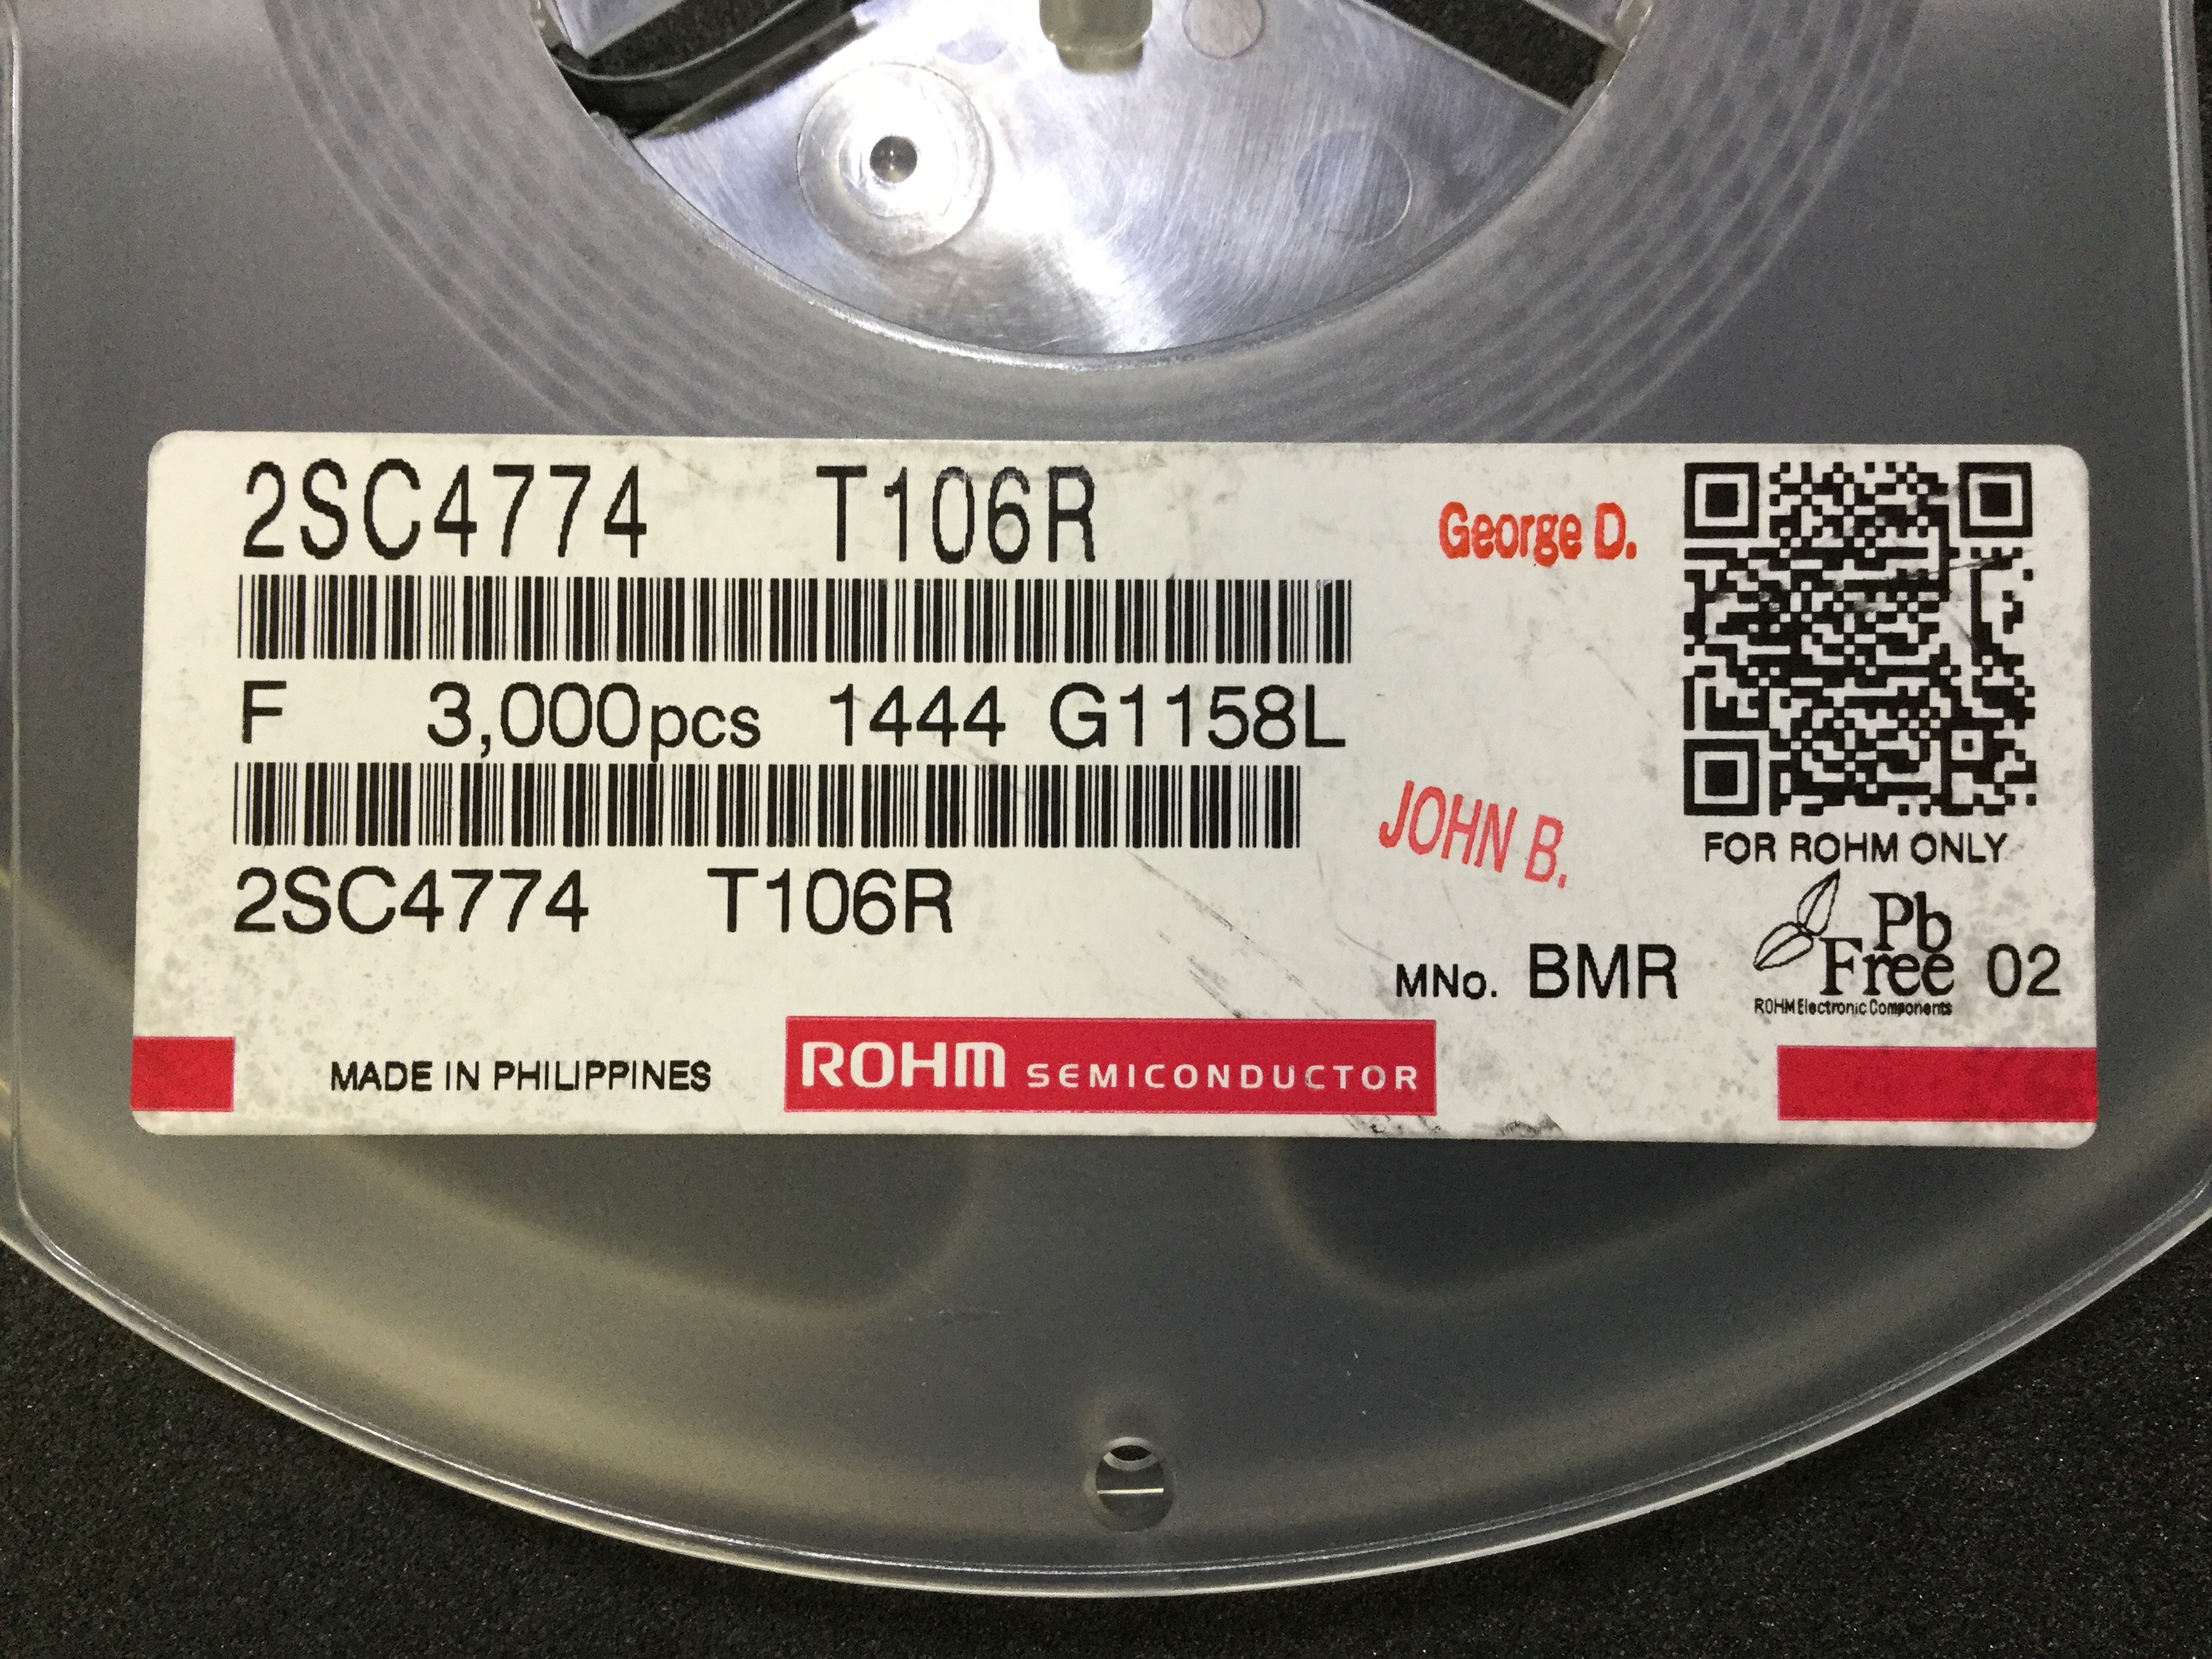 2SC4774 T106R
George D.
F 3,000pcs 1444 G1158L
JOHN B.
FOR ROHM ONLY
2SC4774 T106R
MNo. BMR
Pb
Free 02
ROHM Electronic Components
MADE IN PHILIPPINES
ROHM SEMICONDUCTOR